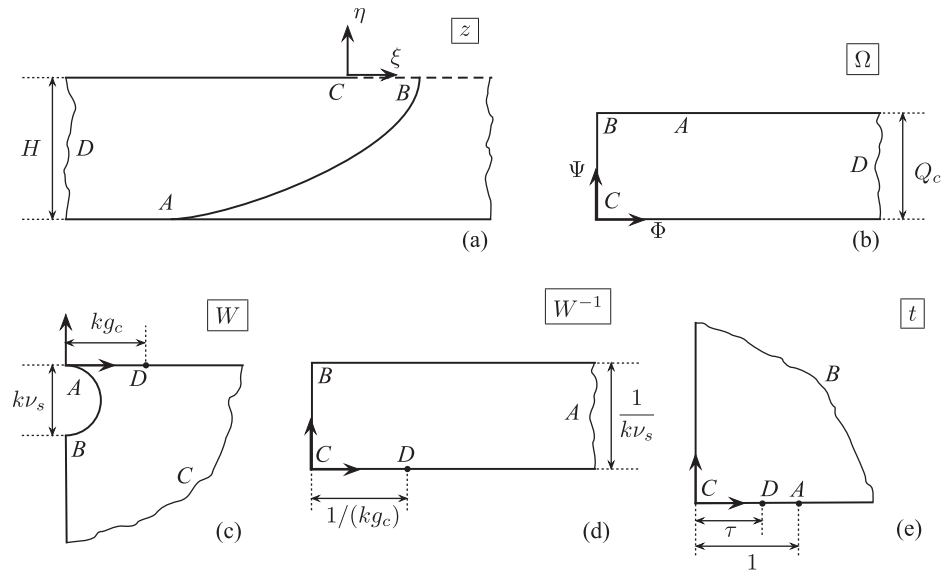 η
z
ξ
C
B
H
D
A
(a)
Ω
B
A
D
Ψ
C
Φ
Q_c
(b)
W
kg_c
A
D
kν_s
B
C
(c)
W^{-1}
B
A
1/kν_s
C
D
1/(kg_c)
(d)
t
B
C
D
A
τ
1
(e)